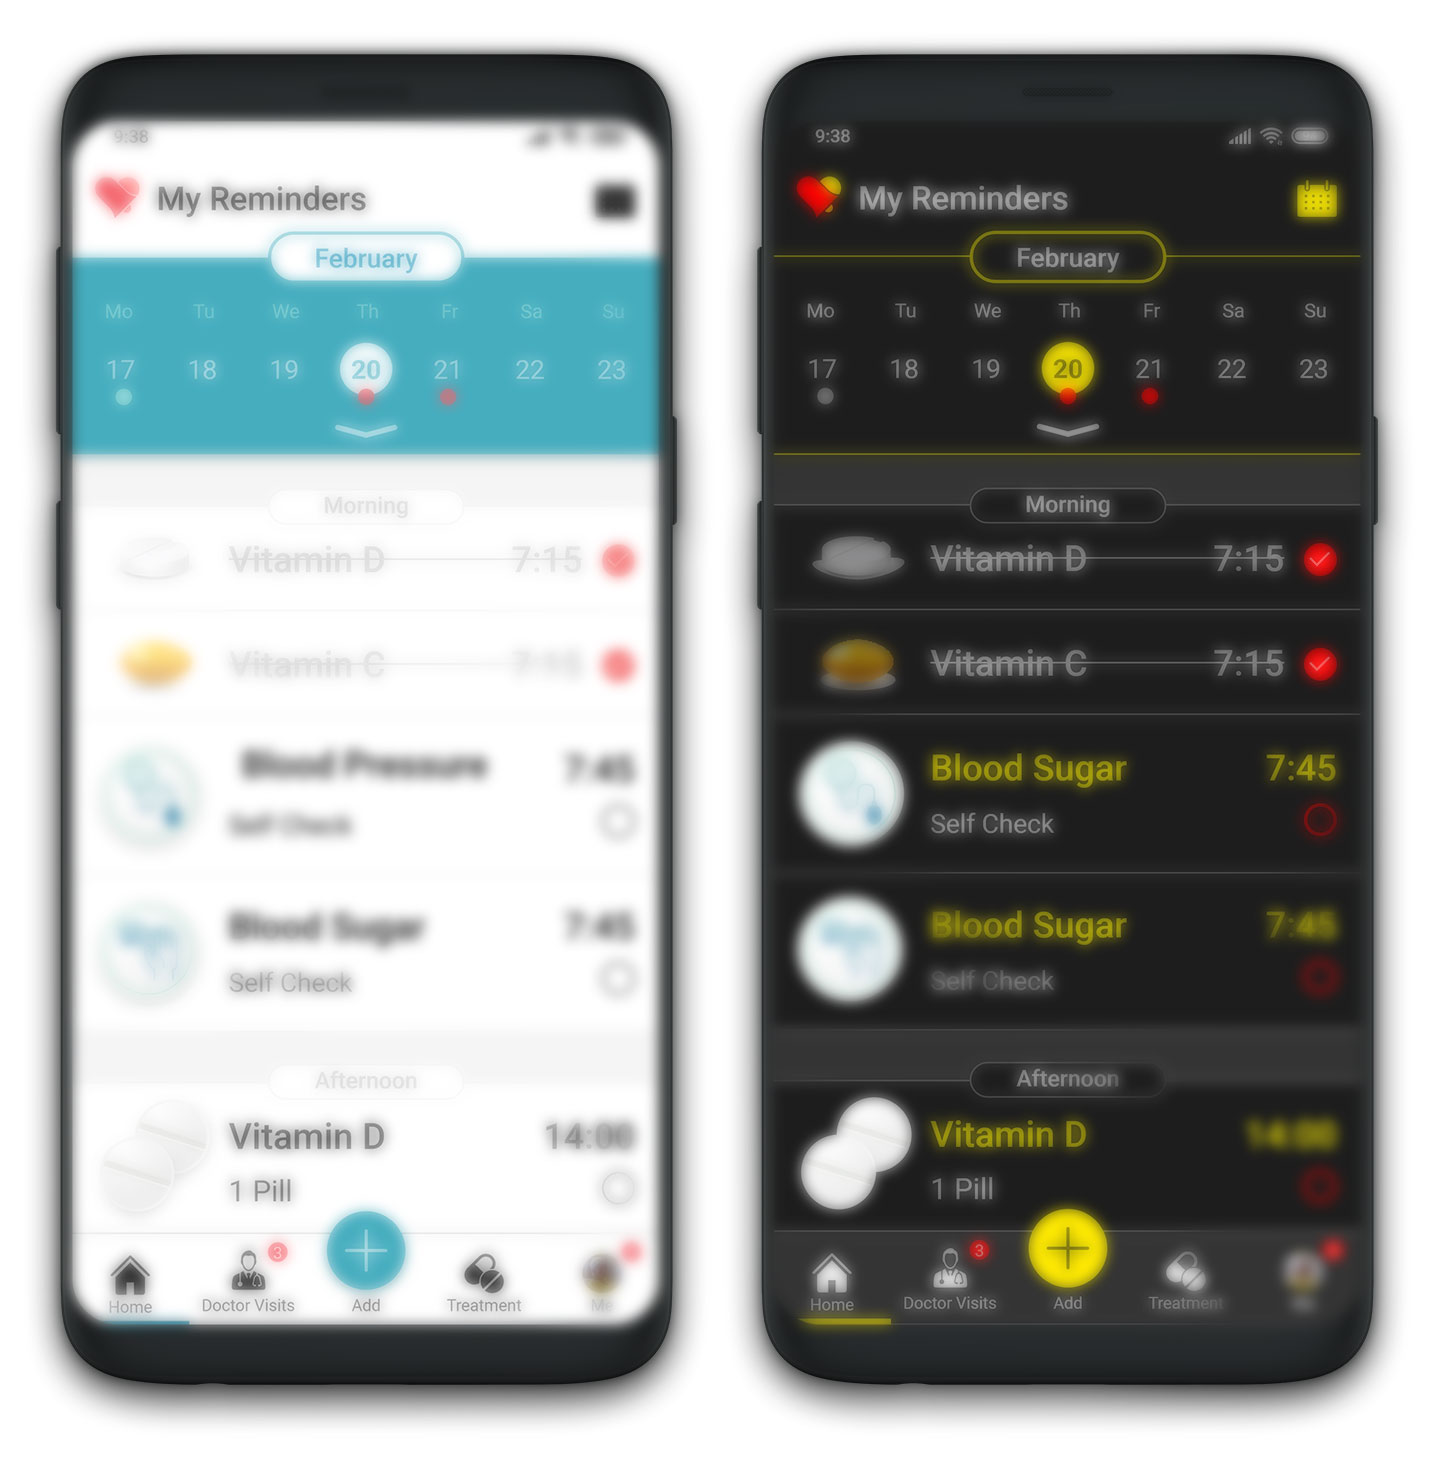 9:38
My Reminders
February
Mo Tu We Th Fr Sa Su
17 18 19 20 21 22 23
Morning
Vitamin D 7:15
Vitamin C 7:15
Blood Pressure 7:45
Self Check
Blood Sugar 7:45
Self Check
Afternoon
Vitamin D 14:00
1 Pill
3
Home Doctor Visits Add Treatment Me
9:38
My Reminders
February
Mo Tu We Th Fr Sa Su
17 18 19 20 21 22 23
Morning
Vitamin D 7:15
Vitamin C 7:15
Blood Sugar 7:45
Self Check
Blood Sugar 7:45
Self Check
Afternoon
Vitamin D 14:00
1 Pill
3
Home Doctor Visits Add Treatment